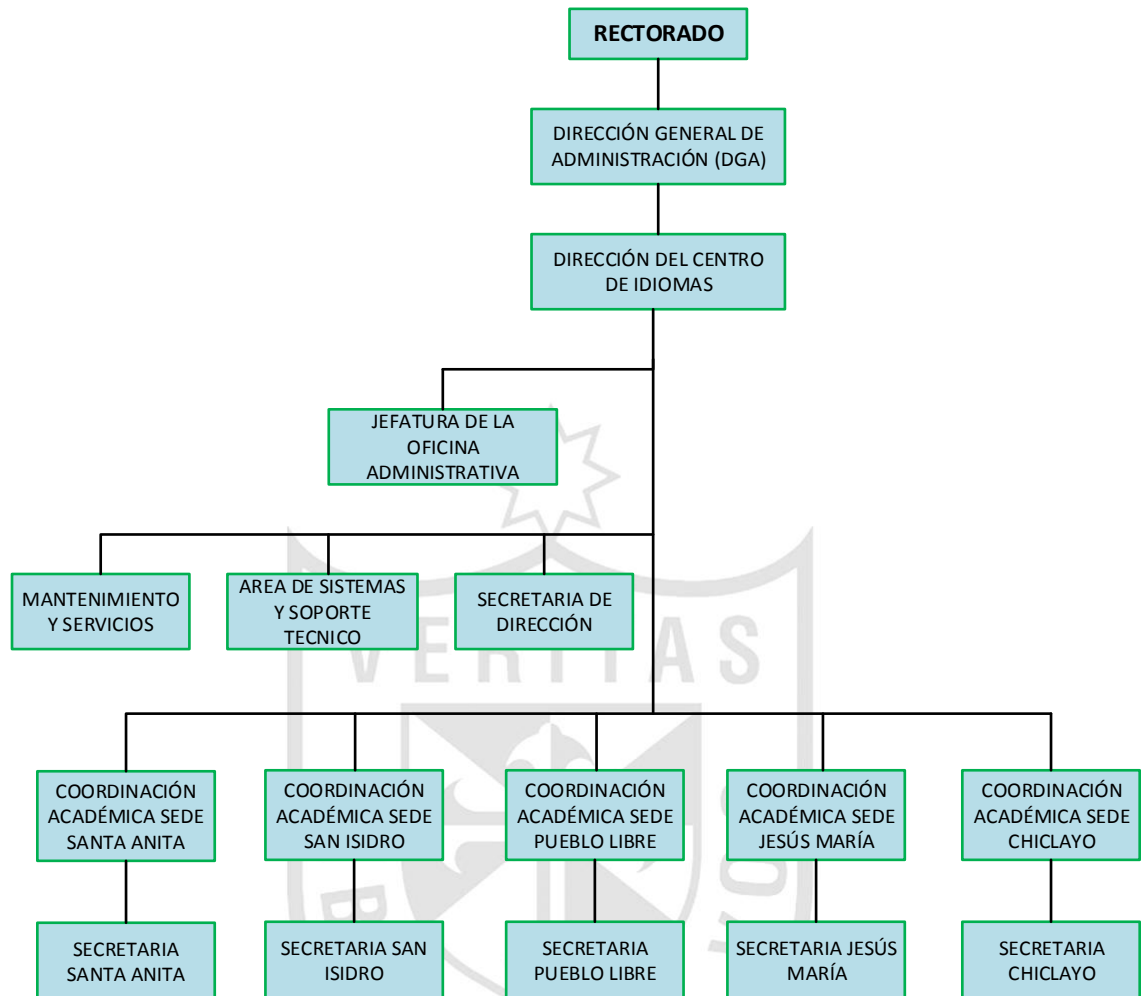 RECTORADO
DIRECCIÓN GENERAL DE
ADMINISTRACIÓN (DGA)
DIRECCIÓN DEL CENTRO
DE IDIOMAS
JEFATURA DE LA
OFICINA
ADMINISTRATIVA
MANTENIMIENTO
Y SERVICIOS
AREA DE SISTEMAS
Y SOPORTE
TECNICO
SECRETARIA DE
DIRECCIÓN
VERITAS
COORDINACIÓN
ACADÉMICA SEDE
SANTA ANITA
COORDINACIÓN
ACADÉMICA SEDE
SAN ISIDRO
COORDINACIÓN
ACADÉMICA SEDE
PUEBLO LIBRE
COORDINACIÓN
ACADÉMICA SEDE
JESÚS MARÍA
COORDINACIÓN
ACADÉMICA SEDE
CHICLAYO
SECRETARIA
SANTA ANITA
SECRETARIA SAN
ISIDRO
SECRETARIA
PUEBLO LIBRE
SECRETARIA JESÚS
MARÍA
SECRETARIA
CHICLAYO